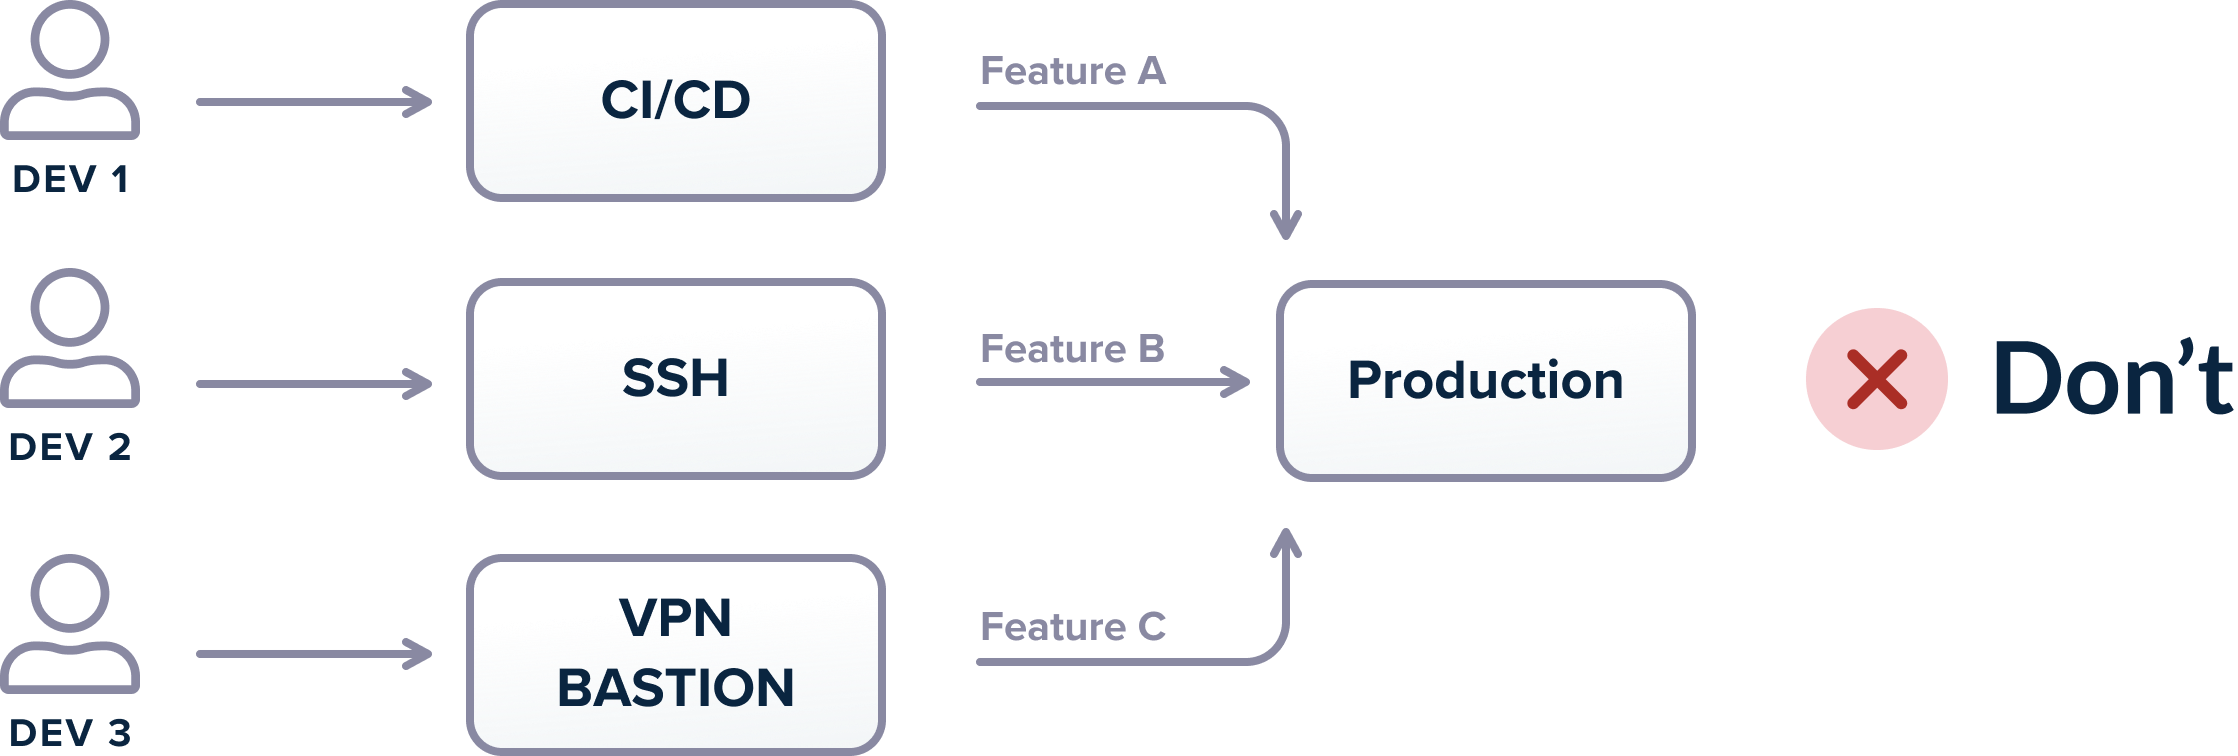 DEV 1
CI/CD
Feature A
DEV 2
SSH
Feature B
Production
Don’t
DEV 3
VPN
BASTION
Feature C